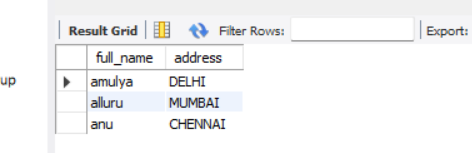 Result Grid Filter Rows: Export:
full_name address
up
amulya DELHI
alluru MUMBAI
anu CHENNAI